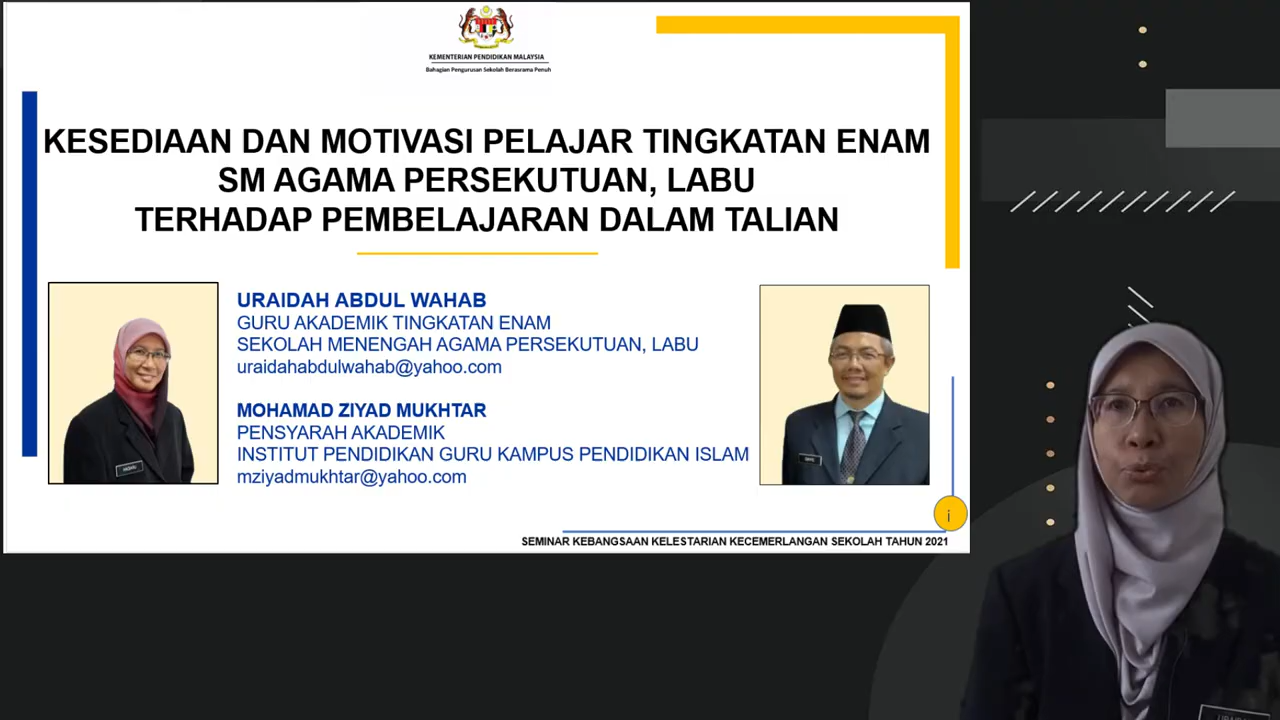 KEMENTERIAN PENDIDIKAN MALAYSIA
Bahagian Pengurusan Sekolah Berasrama Penuh
KESEDIAAN DAN MOTIVASI PELAJAR TINGKATAN ENAM
SM AGAMA PERSEKUTUAN, LABU
TERHADAP PEMBELAJARAN DALAM TALIAN
URAIDAH ABDUL WAHAB
GURU AKADEMIK TINGKATAN ENAM
SEKOLAH MENENGAH AGAMA PERSEKUTUAN, LABU
uraidahabdulwahab@yahoo.com
MOHAMAD ZIYAD MUKHTAR
PENSYARAH AKADEMIK
INSTITUT PENDIDIKAN GURU KAMPUS PENDIDIKAN ISLAM
mziyadmukhtar@yahoo.com
i
SEMINAR KEBANGSAAN KELESTARIAN KECEMERLANGAN SEKOLAH TAHUN 2021